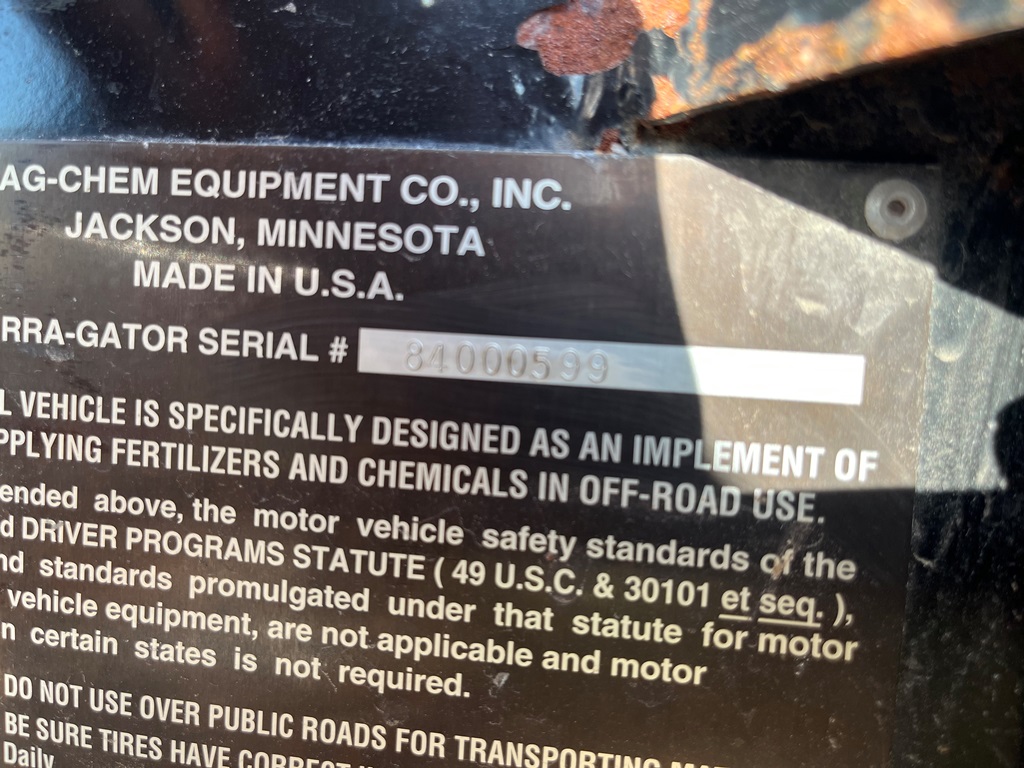 AG-CHEM EQUIPMENT CO., INC.
JACKSON, MINNESOTA
MADE IN U.S.A.
RRA-GATOR SERIAL # 84000599
L VEHICLE IS SPECIFICALLY DESIGNED AS AN IMPLEMENT OF
PPLYING FERTILIZERS AND CHEMICALS IN OFF-ROAD USE.
ended above, the motor vehicle safety standards of the
d DRIVER PROGRAMS STATUTE ( 49 U.S.C. & 30101 et seq. ),
nd standards promulgated under that statute for motor
vehicle equipment, are not applicable and motor
n certain states is not required.
DO NOT USE OVER PUBLIC ROADS FOR TRANSPORTING
BE SURE TIRES HAVE CORRECT
Daily